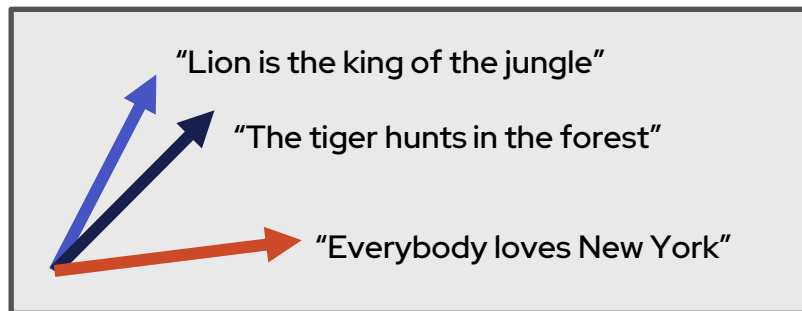 “Lion is the king of the jungle”
“The tiger hunts in the forest”
“Everybody loves New York”